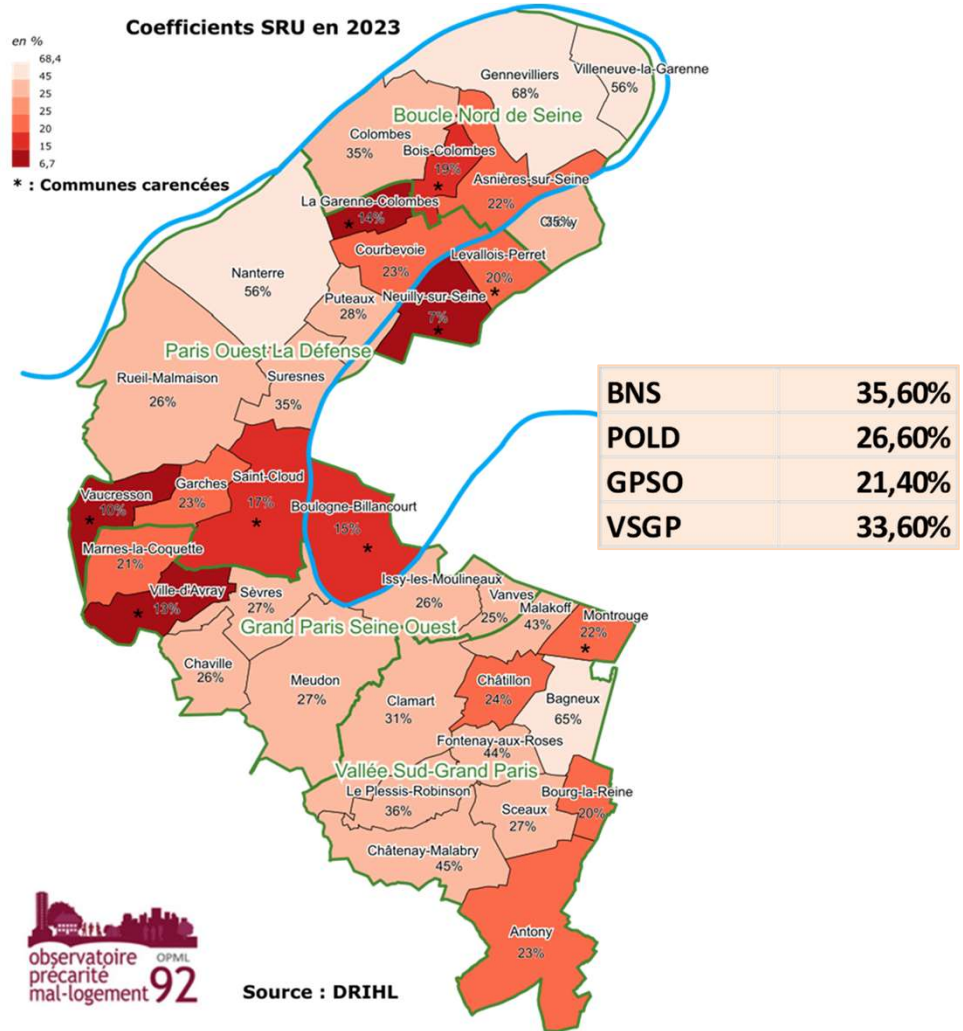 Coefficients SRU en 2023
en %
68,4
45
25
25
20
15
6,7
* : Communes carencées
Gennevilliers
68%
Villeneuve-la-Garenne
56%
Boucle Nord de Seine
Colombes
35%
Bois-Colombes
19%
*
Asnières-sur-Seine
22%
La Garenne-Colombes
* 14%
35%
Courbevoie
23%
Levallois-Perret
20%
*
Nanterre
56%
Puteaux
28%
Neuilly-sur-Seine
7%
*
Paris Ouest La Défense
Rueil-Malmaison
26%
Suresnes
35%
BNS 35,60%
POLD 26,60%
GPSO 21,40%
VSGP 33,60%
Vaucresson
10%
*
Garches
23%
Saint-Cloud
17%
*
Boulogne-Billancourt
15%
*
Marnes-la-Coquette
21%
Ville-d'Avray
* 13%
Sèvres
27%
Issy-les-Moulineaux
26%
Vanves
25%
Malakoff
43%
Montrouge
22%
*
Grand Paris Seine Ouest
Chaville
26%
Meudon
27%
Clamart
31%
Châtillon
24%
Bagneux
65%
Fontenay-aux-Roses
44%
Vallée Sud-Grand Paris
Le Plessis-Robinson
36%
Sceaux
27%
Bourg-la-Reine
20%
Châtenay-Malabry
45%
Antony
23%
observatoire
précarité
mal-logement
OPML
92
Source : DRIHL